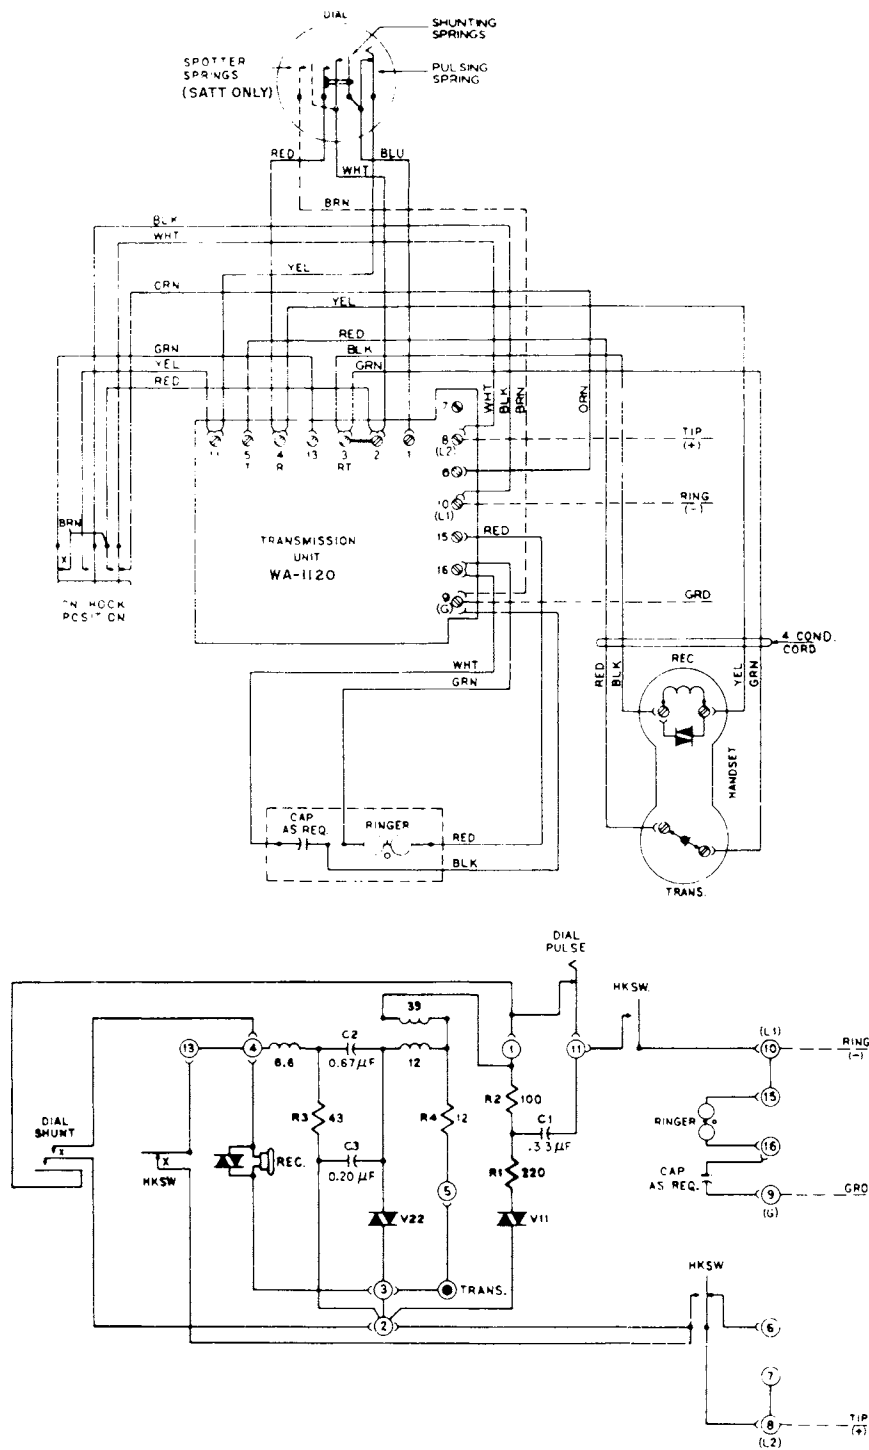 DIAL
SHUNTING
SPRINGS
SPOTTER
SPRINGS
(SATT ONLY)
PULSING
SPRING
RED
WHT
BLU
BRN
BLK
WHT
YEL
ORN
YEL
RED
GRN
BLK
YEL
GRN
RED
WHT
BLK
BRN
ORN
7
8
(L2)
TIP
(+)
6
11
5
T
4
R
13
3
RT
2
1
10
(L1)
RING
(-)
BRN
X
TRANSMISSION
UNIT
WA-1120
15
RED
16
9
(G)
GRD
POSITION
4 COND.
CORD
WHT
GRN
RED
BLK
REC
YEL
GRN
HANDSET
CAP
AS REQ.
RINGER
RED
BLK
TRANS.
DIAL
PULSE
HKSW.
39
(L1)
13
4
6.6
C2
0.67µF
12
1
11
10
RING
(-)
R2
100
15
DIAL
SHUNT
X
R3
43
R4
12
C1
.33µF
RINGER
HKSW
X
REC.
C3
0.20µF
R1
220
16
CAP
AS REQ.
5
9
(G)
GRD
V22
V11
3
TRANS.
HKSW
2
6
7
8
(L2)
TIP
(+)